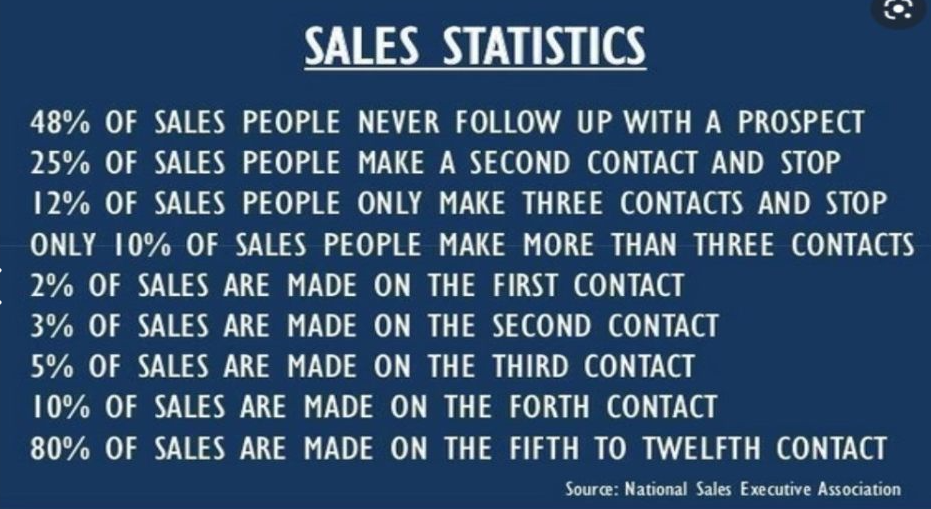 SALES STATISTICS
48% OF SALES PEOPLE NEVER FOLLOW UP WITH A PROSPECT
25% OF SALES PEOPLE MAKE A SECOND CONTACT AND STOP
12% OF SALES PEOPLE ONLY MAKE THREE CONTACTS AND STOP
ONLY 10% OF SALES PEOPLE MAKE MORE THAN THREE CONTACTS
2% OF SALES ARE MADE ON THE FIRST CONTACT
3% OF SALES ARE MADE ON THE SECOND CONTACT
5% OF SALES ARE MADE ON THE THIRD CONTACT
10% OF SALES ARE MADE ON THE FORTH CONTACT
80% OF SALES ARE MADE ON THE FIFTH TO TWELFTH CONTACT
Source: National Sales Executive Association